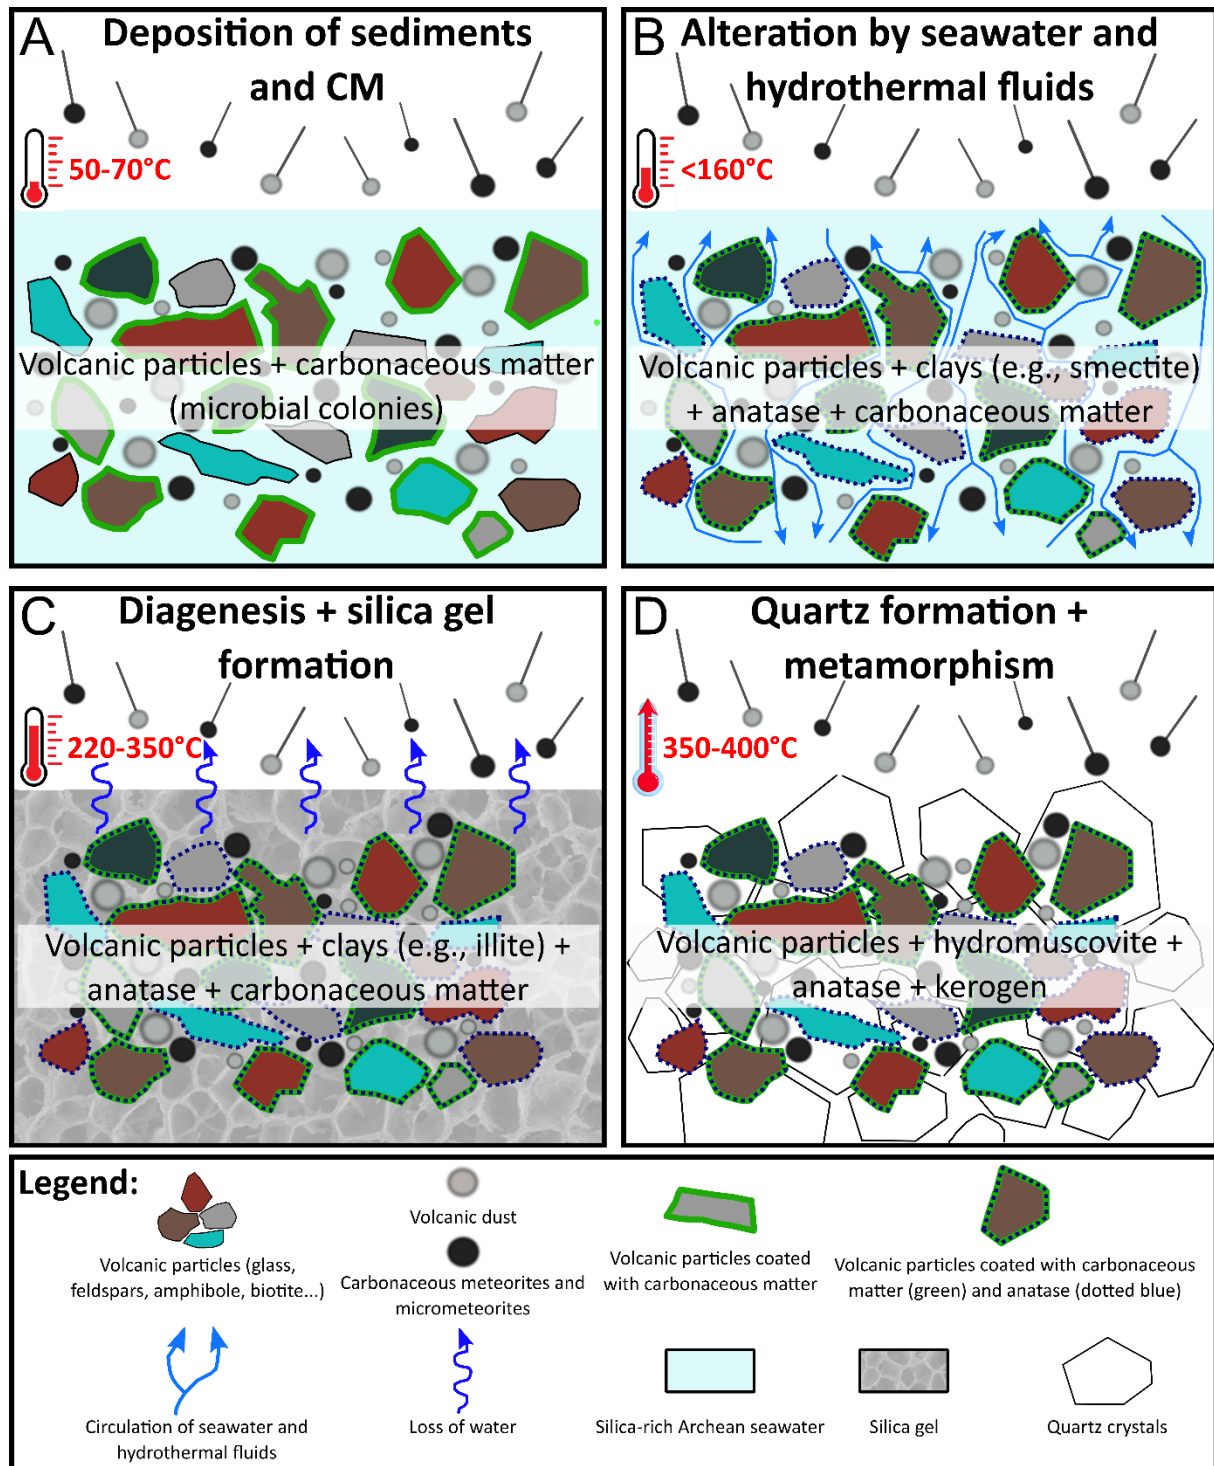 A
Deposition of sediments
and CM
50-70°C
Volcanic particles + carbonaceous matter
(microbial colonies)
B
Alteration by seawater and
hydrothermal fluids
<160°C
Volcanic particles + clays (e.g., smectite)
+ anatase + carbonaceous matter
C
Diagenesis + silica gel
formation
220-350°C
Volcanic particles + clays (e.g., illite) +
anatase + carbonaceous matter
D
Quartz formation +
metamorphism
350-400°C
Volcanic particles + hydromuscovite +
anatase + kerogen
Legend:
Volcanic particles (glass,
feldspars, amphibole, biotite...)
Volcanic dust
Carbonaceous meteorites and
micrometeorites
Volcanic particles coated
with carbonaceous matter
Volcanic particles coated with carbonaceous
matter (green) and anatase (dotted blue)
Circulation of seawater and
hydrothermal fluids
Loss of water
Silica-rich Archean seawater
Silica gel
Quartz crystals